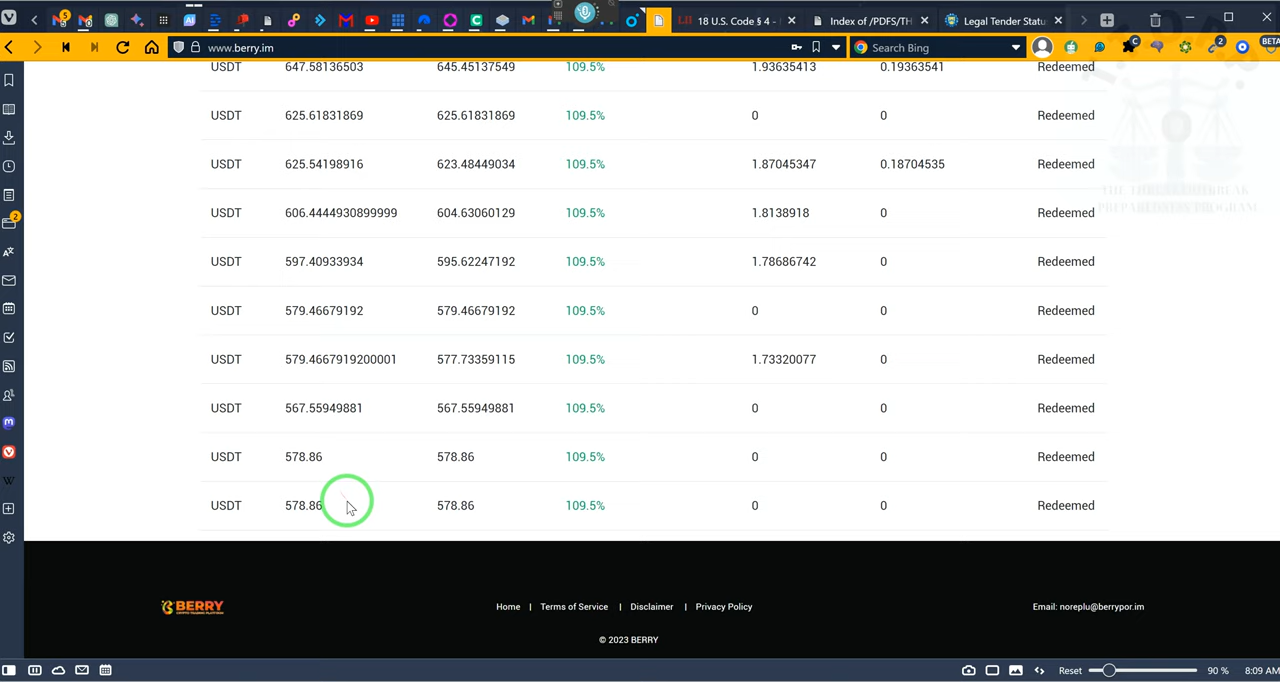 18 U.S. Code § 4 -
Index of /PDFS/TH
Legal Tender Statu
www.berry.im
Search Bing
BETA
USDT 647.58136503 645.45137549 109.5% 1.93635413 0.19363541 Redeemed
USDT 625.61831869 625.61831869 109.5% 0 0 Redeemed
USDT 625.54198916 623.48449034 109.5% 1.87045347 0.18704535 Redeemed
USDT 606.4444930899999 604.63060129 109.5% 1.8138918 0 Redeemed
USDT 597.40933934 595.62247192 109.5% 1.78686742 0 Redeemed
USDT 579.46679192 579.46679192 109.5% 0 0 Redeemed
USDT 579.4667919200001 577.73359115 109.5% 1.73320077 0 Redeemed
USDT 567.55949881 567.55949881 109.5% 0 0 Redeemed
USDT 578.86 578.86 109.5% 0 0 Redeemed
USDT 578.86 578.86 109.5% 0 0 Redeemed
BERRY
CRYPTO TRADING PLATFORM
Home | Terms of Service | Disclaimer | Privacy Policy
Email: noreplu@berrypor.im
© 2023 BERRY
Reset 90 % 8:09 AM